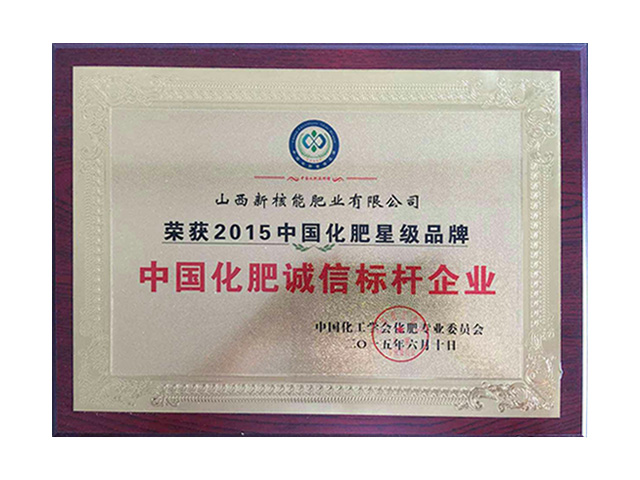 山西新核能肥业有限公司
荣获2015中国化肥星级品牌
中国化肥诚信标杆企业
中国化工学会化肥专业委员会
二〇一五年六月十日